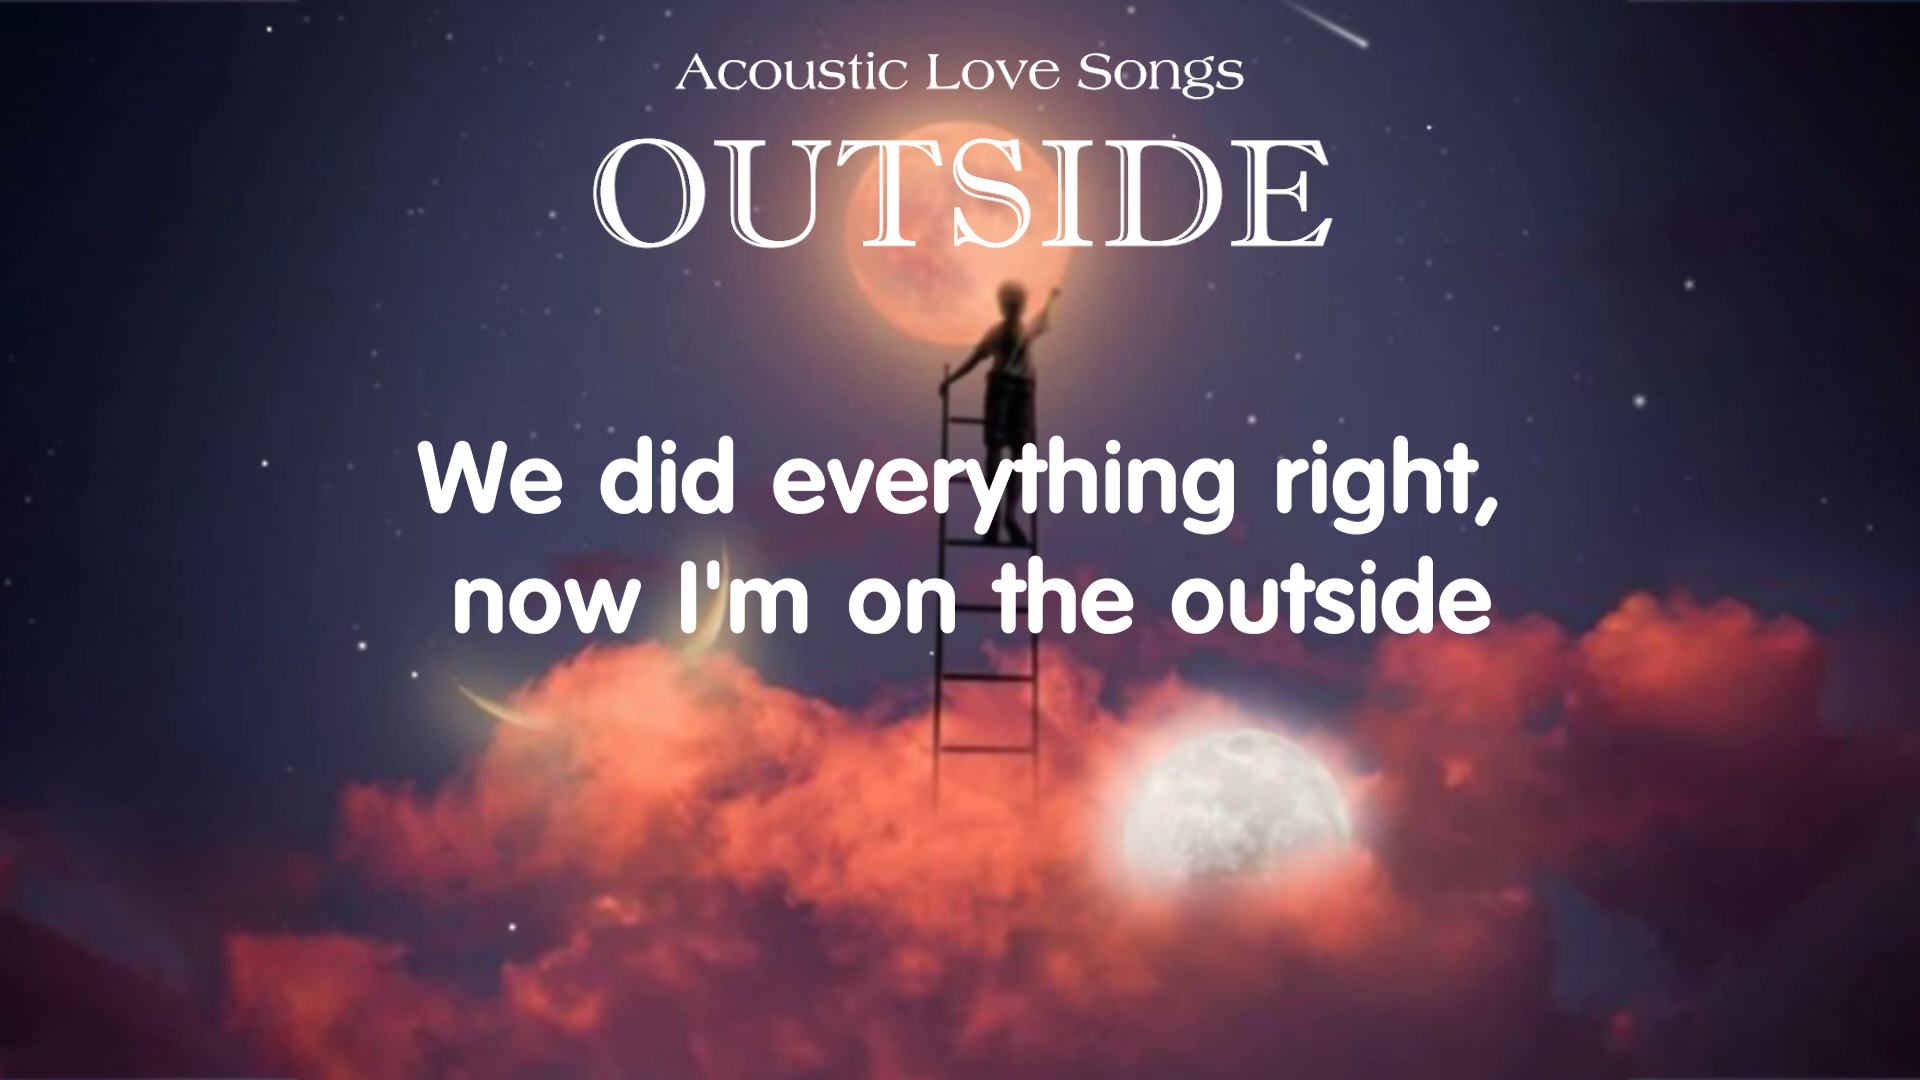 Acoustic Love Songs
OUTSIDE
We did everything right,
now I'm on the outside